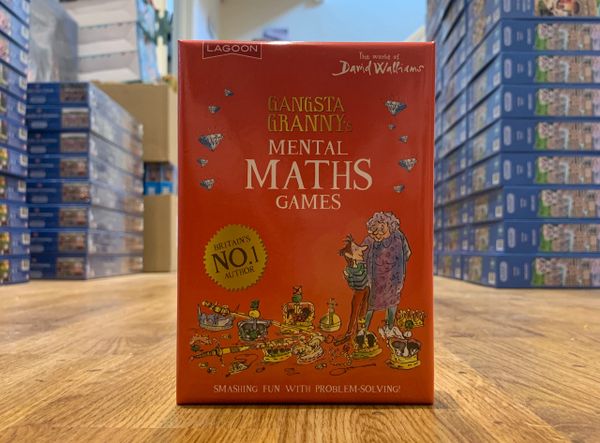 LAGOON
The world of
David Walliams
GANGSTA
GRANNY's
MENTAL
MATHS
GAMES
BRITAIN'S
NO.1
AUTHOR
SMASHING FUN WITH PROBLEM-SOLVING!